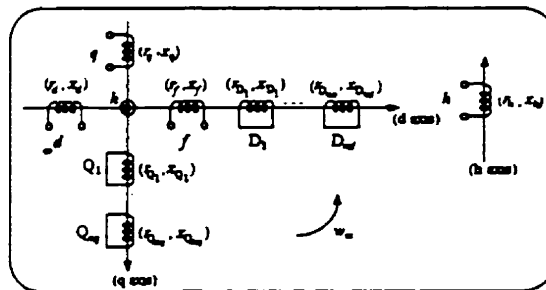 q
(r_q, x_q)
(r_d, x_d)
h
(r_f, x_f)
(r_D1, x_D1)
...
(r_Dnd, x_Dnd)
(d axis)
d
f
D_1
D_nd
h
(r_h, x_h)
(h axis)
Q_1
(r_Q1, x_Q1)
Q_nq
(r_Qnq, x_Qnq)
w_m
(q axis)